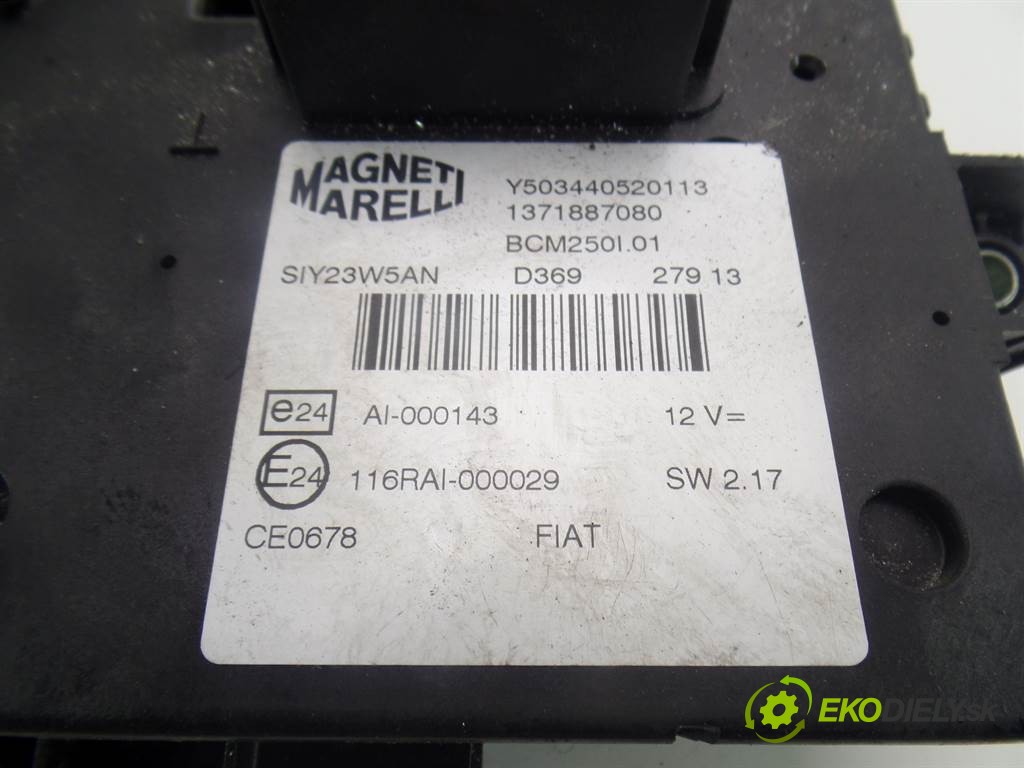 MAGNETI
MARELLI
Y503440520113
1371887080
BCM250I.01
SIY23W5AN D369 279 13
e24 AI-000143 12 V=
E24 116RAI-000029 SW 2.17
CE0678 FIAT
EKODIELY.sk